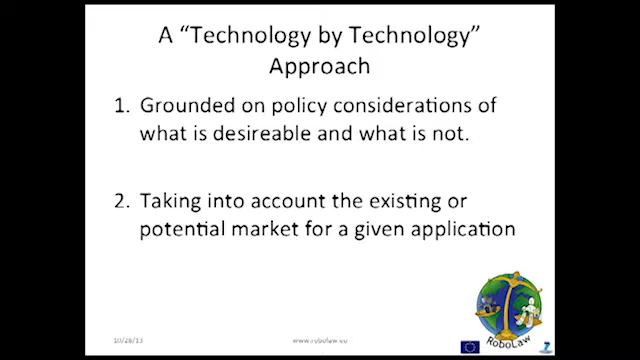 A “Technology by Technology”
Approach
1. Grounded on policy considerations of
what is desireable and what is not.
2. Taking into account the existing or
potential market for a given application
10/28/13
www.robolaw.eu
RoboLaw